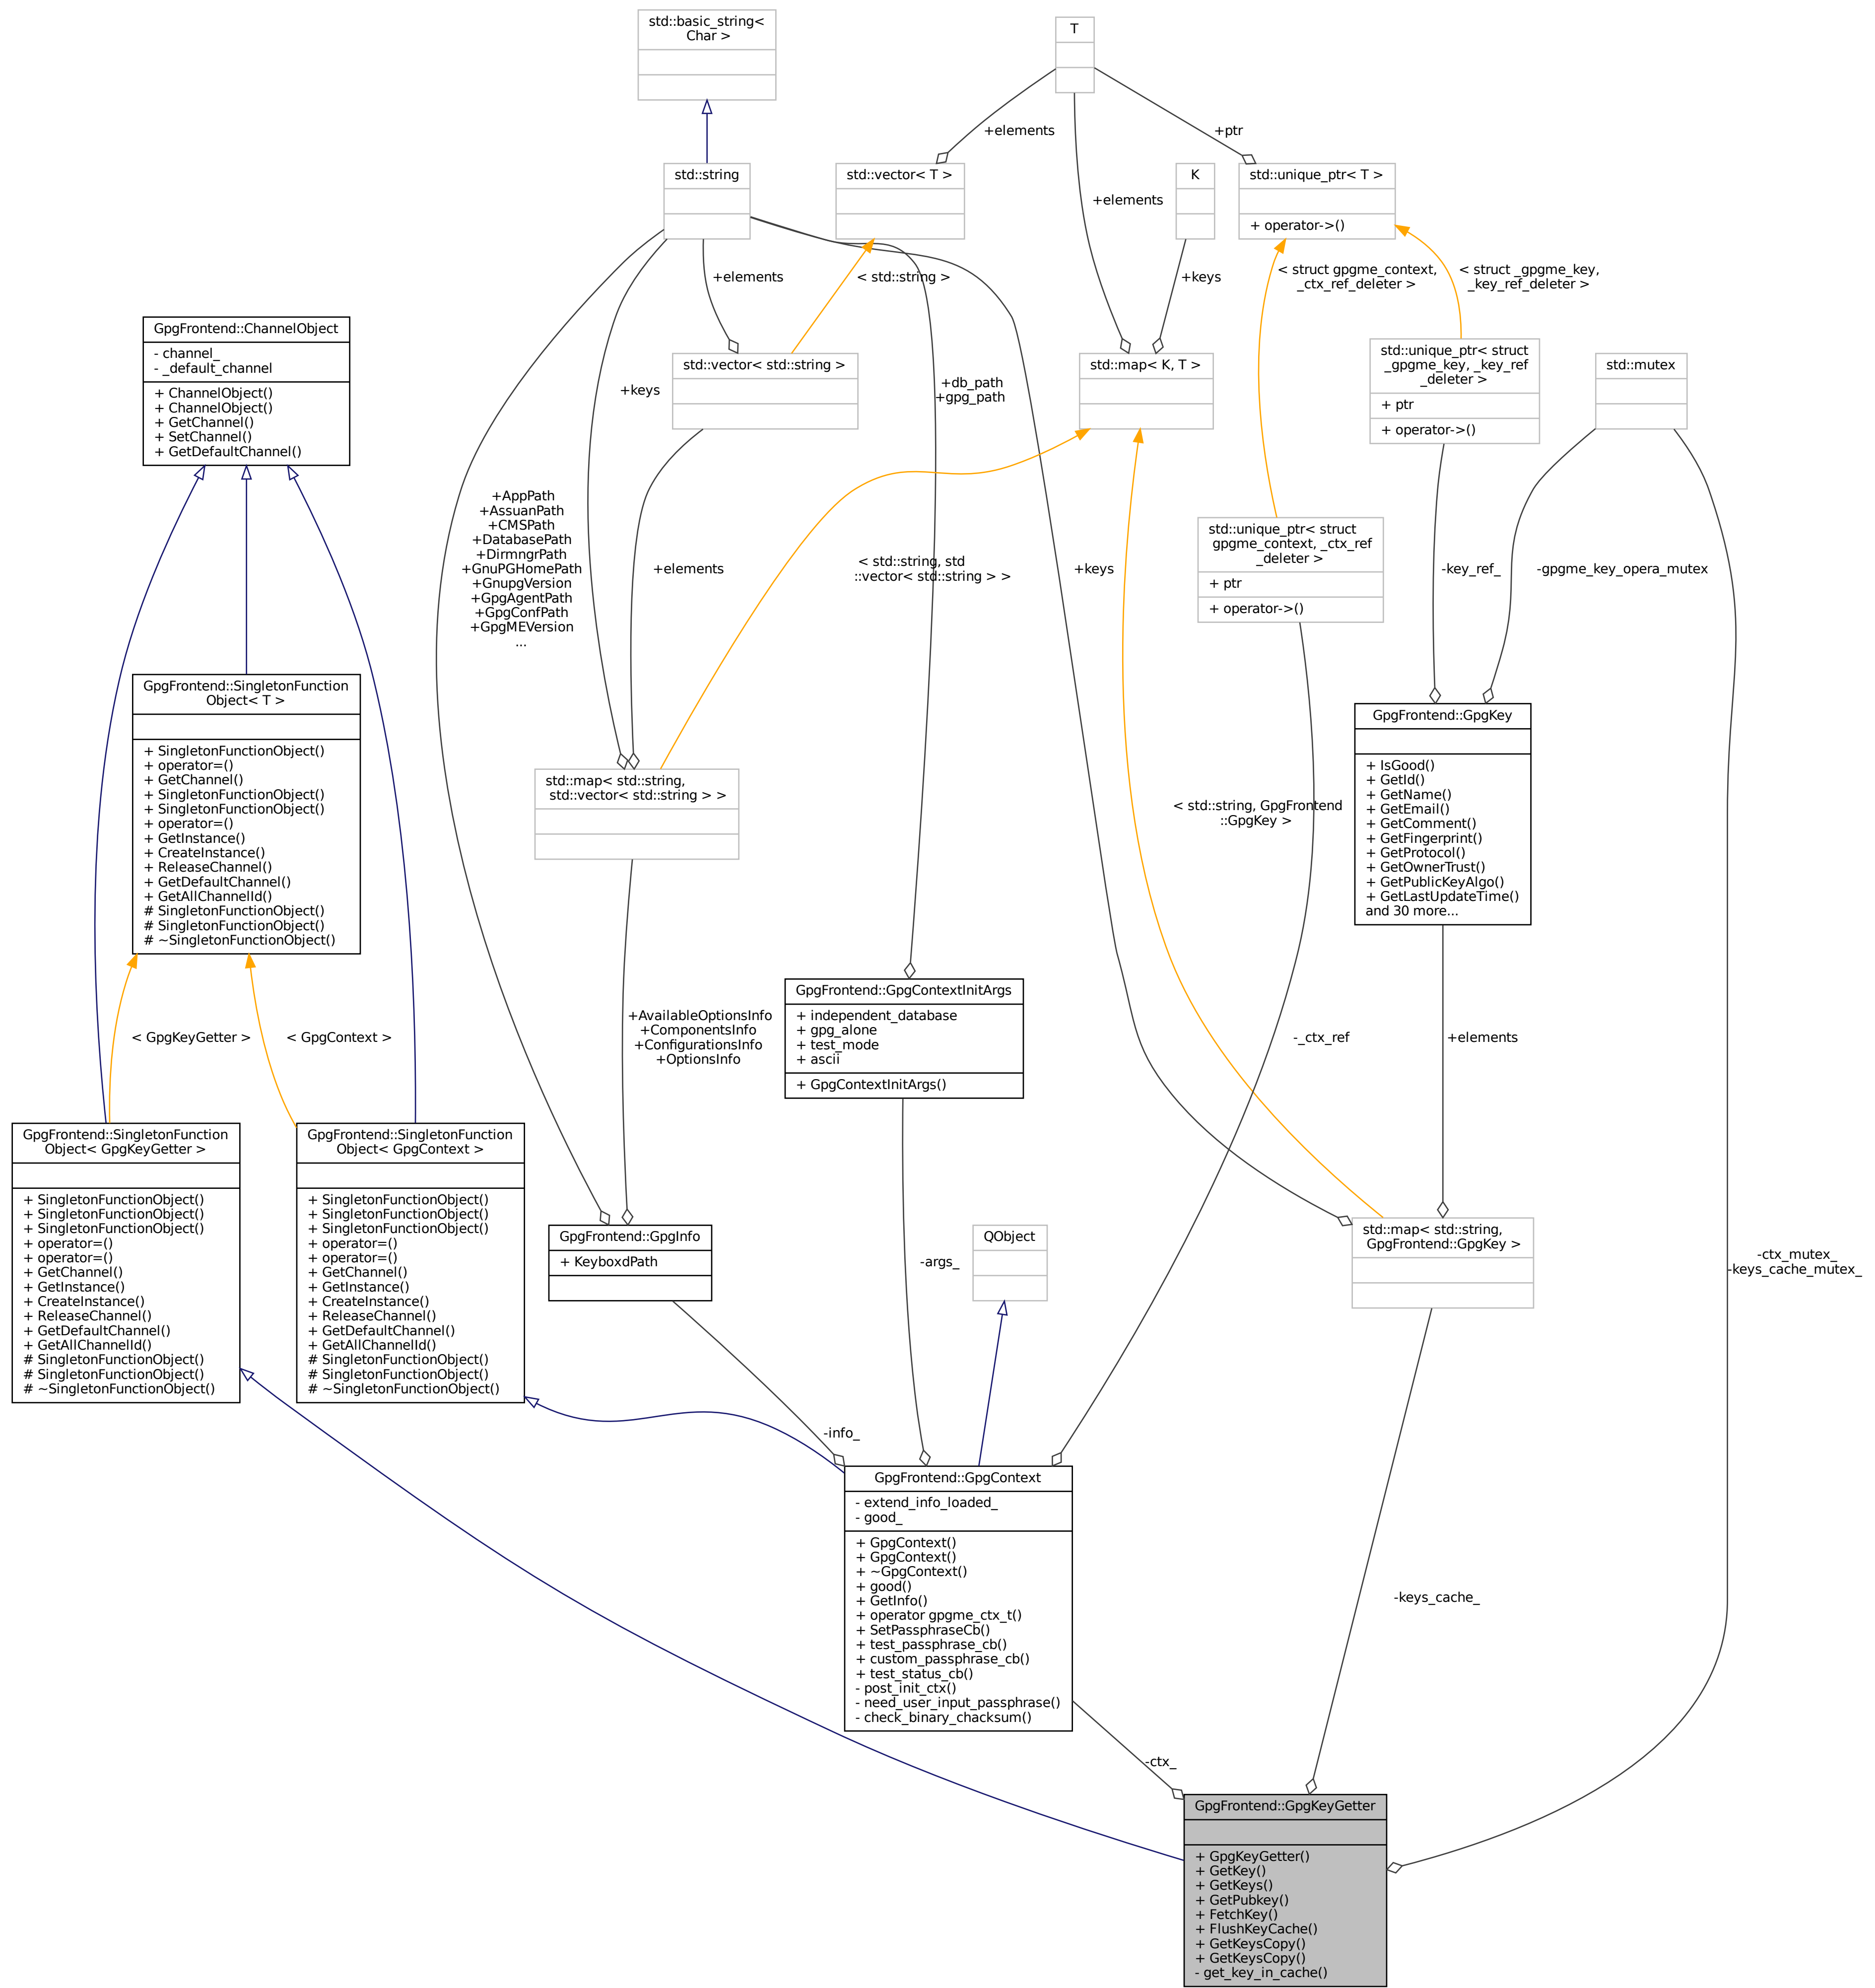 std::basic_string<
Char >
T
+elements
+ptr
std::string
std::vector< T >
+elements
K
std::unique_ptr< T >
+ operator->()
+elements
< std::string >
+keys
< struct gpgme_context,
_ctx_ref_deleter >
< struct _gpgme_key,
_key_ref_deleter >
GpgFrontend::ChannelObject
- channel_
- _default_channel
+ ChannelObject()
+ ChannelObject()
+ GetChannel()
+ SetChannel()
+ GetDefaultChannel()
+keys
std::vector< std::string >
+db_path
+gpg_path
std::map< K, T >
std::unique_ptr< struct
_gpgme_key, _key_ref
_deleter >
+ ptr
+ operator->()
std::mutex
+AppPath
+AssuanPath
+CMSPath
+DatabasePath
+DirmngrPath
+GnuPGHomePath
+GnupgVersion
+GpgAgentPath
+GpgConfPath
+GpgMEVersion
...
+elements
< std::string, std
::vector< std::string > >
+keys
std::unique_ptr< struct
gpgme_context, _ctx_ref
_deleter >
+ ptr
+ operator->()
-key_ref_
-gpgme_key_opera_mutex
GpgFrontend::SingletonFunction
Object< T >
+ SingletonFunctionObject()
+ operator=()
+ GetChannel()
+ SingletonFunctionObject()
+ SingletonFunctionObject()
+ operator=()
+ GetInstance()
+ CreateInstance()
+ ReleaseChannel()
+ GetDefaultChannel()
+ GetAllChannelId()
# SingletonFunctionObject()
# SingletonFunctionObject()
# ~SingletonFunctionObject()
std::map< std::string,
std::vector< std::string > >
< std::string, GpgFrontend
::GpgKey >
GpgFrontend::GpgKey
+ IsGood()
+ GetId()
+ GetName()
+ GetEmail()
+ GetComment()
+ GetFingerprint()
+ GetProtocol()
+ GetOwnerTrust()
+ GetPublicKeyAlgo()
+ GetLastUpdateTime()
and 30 more...
< GpgKeyGetter >
< GpgContext >
+AvailableOptionsInfo
+ComponentsInfo
+ConfigurationsInfo
+OptionsInfo
GpgFrontend::GpgContextInitArgs
+ independent_database
+ gpg_alone
+ test_mode
+ ascii
+ GpgContextInitArgs()
-_ctx_ref
+elements
GpgFrontend::SingletonFunction
Object< GpgKeyGetter >
+ SingletonFunctionObject()
+ SingletonFunctionObject()
+ SingletonFunctionObject()
+ operator=()
+ operator=()
+ GetChannel()
+ GetInstance()
+ CreateInstance()
+ ReleaseChannel()
+ GetDefaultChannel()
+ GetAllChannelId()
# SingletonFunctionObject()
# SingletonFunctionObject()
# ~SingletonFunctionObject()
GpgFrontend::SingletonFunction
Object< GpgContext >
+ SingletonFunctionObject()
+ SingletonFunctionObject()
+ SingletonFunctionObject()
+ operator=()
+ operator=()
+ GetChannel()
+ GetInstance()
+ CreateInstance()
+ ReleaseChannel()
+ GetDefaultChannel()
+ GetAllChannelId()
# SingletonFunctionObject()
# SingletonFunctionObject()
# ~SingletonFunctionObject()
GpgFrontend::GpgInfo
+ KeyboxdPath
-args_
QObject
std::map< std::string,
GpgFrontend::GpgKey >
-ctx_mutex_
-keys_cache_mutex_
-info_
GpgFrontend::GpgContext
- extend_info_loaded_
- good_
+ GpgContext()
+ GpgContext()
+ ~GpgContext()
+ good()
+ GetInfo()
+ operator gpgme_ctx_t()
+ SetPassphraseCb()
+ test_passphrase_cb()
+ custom_passphrase_cb()
+ test_status_cb()
- post_init_ctx()
- need_user_input_passphrase()
- check_binary_chacksum()
-keys_cache_
-ctx_
GpgFrontend::GpgKeyGetter
+ GpgKeyGetter()
+ GetKey()
+ GetKeys()
+ GetPubkey()
+ FetchKey()
+ FlushKeyCache()
+ GetKeysCopy()
+ GetKeysCopy()
- get_key_in_cache()